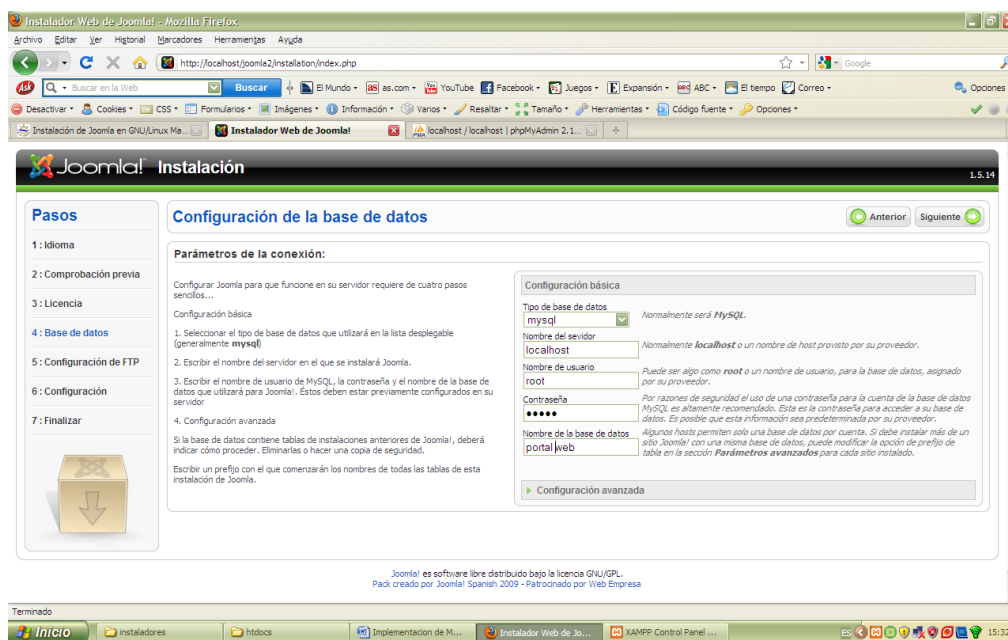 Instalador Web de Joomla! - Mozilla Firefox
Archivo Editar Ver Historial Marcadores Herramientas Ayuda
http://localhost/joomla2/installation/index.php
Google
Ask Buscar en la Web Buscar El Mundo as.com YouTube Facebook Juegos Expansión ABC El tiempo Correo Opciones
Desactivar Cookies CSS Formularios Imágenes Información Varios Resaltar Tamaño Herramientas Código fuente Opciones
Instalación de Joomla en GNU/Linux Ma... Instalador Web de Joomla! localhost / localhost | phpMyAdmin 2.1...
Joomla! Instalación
1.5.14
Pasos
1 : Idioma
2 : Comprobación previa
3 : Licencia
4 : Base de datos
5 : Configuración de FTP
6 : Configuración
7 : Finalizar
Configuración de la base de datos
Anterior Siguiente
Parámetros de la conexión:
Configurar Joomla para que funcione en su servidor requiere de cuatro pasos
sencillos...
Configuración básica
1. Seleccionar el tipo de base de datos que utilizará en la lista desplegable
(generalmente mysql)
2. Escribir el nombre del servidor en el que se instalará Joomla.
3. Escribir el nombre de usuario de MySQL, la contraseña y el nombre de la base de
datos que utilizará para Joomla!. Éstos deben estar previamente configurados en su
servidor
4. Configuración avanzada
Si la base de datos contiene tablas de instalaciones anteriores de Joomla!, deberá
indicar cómo proceder. Eliminarlas o hacer una copia de seguridad.
Escribir un prefijo con el que comenzarán los nombres de todas las tablas de esta
instalación de Joomla.
Configuración básica
Tipo de base de datos
mysql
Normalmente será MySQL.
Nombre del sevidor
localhost
Normalmente localhost o un nombre de host provisto por su proveedor.
Nombre de usuario
root
Puede ser algo como root o un nombre de usuario, para la base de datos, asignado
por su proveedor.
Contraseña
•••••
Por razones de seguridad el uso de una contraseña para la cuenta de la base de datos
MySQL es altamente recomendado. Esta es la contraseña para acceder a su base de
datos. Es posible que esta información sea predeterminada por su proveedor.
Nombre de la base de datos
portal web
Algunos hosts permiten solo una base de datos por cuenta. Si debe instalar más de un
sitio Joomla! con una misma base de datos, puede modificar la opción de prefijo de
tabla en la sección Parámetros avanzados para cada sitio instalado.
Configuración avanzada
Joomla! es software libre distribuido bajo la licencia GNU/GPL.
Pack creado por Joomla! Spanish 2009 - Patrocinado por Web Empresa
Terminado
Inicio instaladores htdocs Implementacion de M... Instalador Web de Jo... XAMPP Control Panel ... ES 15:32